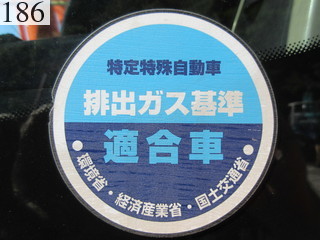 186
特定特殊自動車
排出ガス基準
適合車
・環境省・経済産業省・国土交通省・